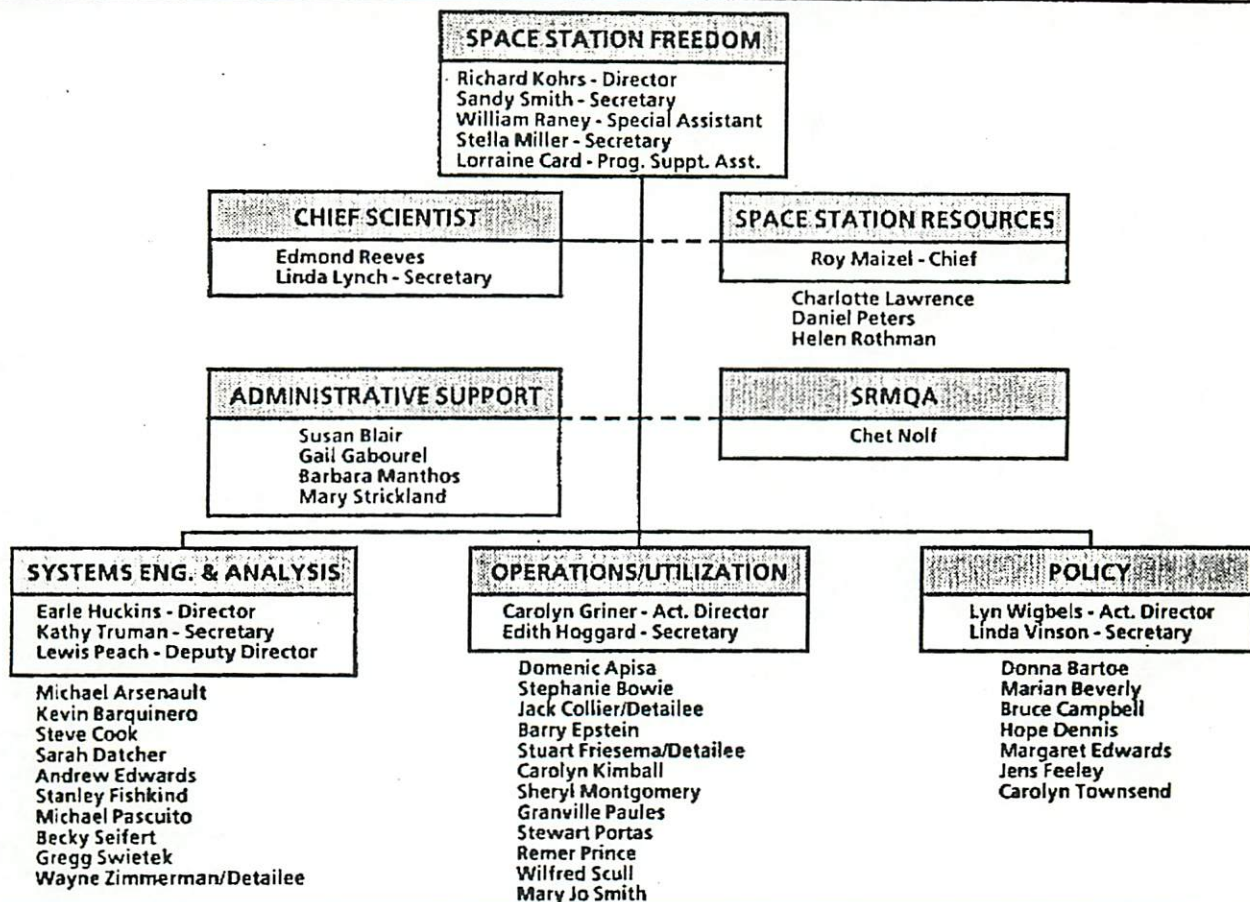 SPACE STATION FREEDOM
Richard Kohrs - Director
Sandy Smith - Secretary
William Raney - Special Assistant
Stella Miller - Secretary
Lorraine Card - Prog. Suppt. Asst.
CHIEF SCIENTIST
Edmond Reeves
Linda Lynch - Secretary
SPACE STATION RESOURCES
Roy Maizel - Chief
Charlotte Lawrence
Daniel Peters
Helen Rothman
ADMINISTRATIVE SUPPORT
Susan Blair
Gail Gabourel
Barbara Manthos
Mary Strickland
SRMQA
Chet Nolf
SYSTEMS ENG. & ANALYSIS
Earle Huckins - Director
Kathy Truman - Secretary
Lewis Peach - Deputy Director
Michael Arsenault
Kevin Barquinero
Steve Cook
Sarah Datcher
Andrew Edwards
Stanley Fishkind
Michael Pascuito
Becky Seifert
Gregg Swietek
Wayne Zimmerman/Detailee
OPERATIONS/UTILIZATION
Carolyn Griner - Act. Director
Edith Hoggard - Secretary
Domenic Apisa
Stephanie Bowie
Jack Collier/Detailee
Barry Epstein
Stuart Friesema/Detailee
Carolyn Kimball
Sheryl Montgomery
Granville Paules
Stewart Portas
Remer Prince
Wilfred Scull
Mary Jo Smith
POLICY
Lyn Wigbels - Act. Director
Linda Vinson - Secretary
Donna Bartoe
Marian Beverly
Bruce Campbell
Hope Dennis
Margaret Edwards
Jens Feeley
Carolyn Townsend